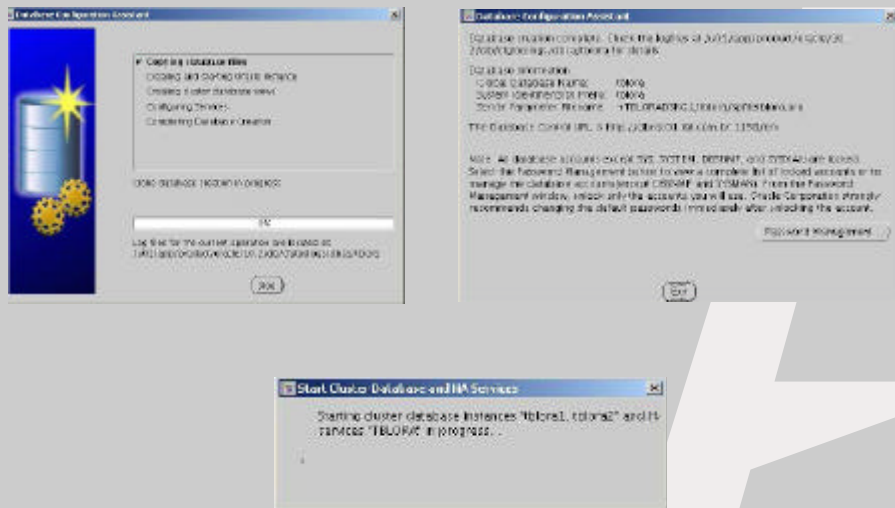 Database Configuration Assistant
Copying database files
Creating and starting Oracle instance
Creating cluster database views
Configuring Services
Completing Database Creation
Clone database creation in progress
Log files for the current operation are located at:
Stop
Database Configuration Assistant
Database creation complete. Check the logfiles at
for details.
Database Information:
Global Database Name: tblora
System Identifier(SID) Prefix: tblora
Server Parameter Filename:
The Database Control URL is
Note: All database accounts except SYS, SYSTEM, DBSNMP, and SYSMAN are locked.
Select the Password Management button to view a complete list of locked accounts or to
manage the database accounts(except DBSNMP and SYSMAN). From the Password
Management window, unlock only the accounts you will use. Oracle Corporation strongly
recommends changing the default passwords immediately after unlocking the account.
Password Management...
Exit
Start Cluster Database and HA Services
Starting cluster database instances "tblora1, tblora2" and
services "TBLORA" in progress...